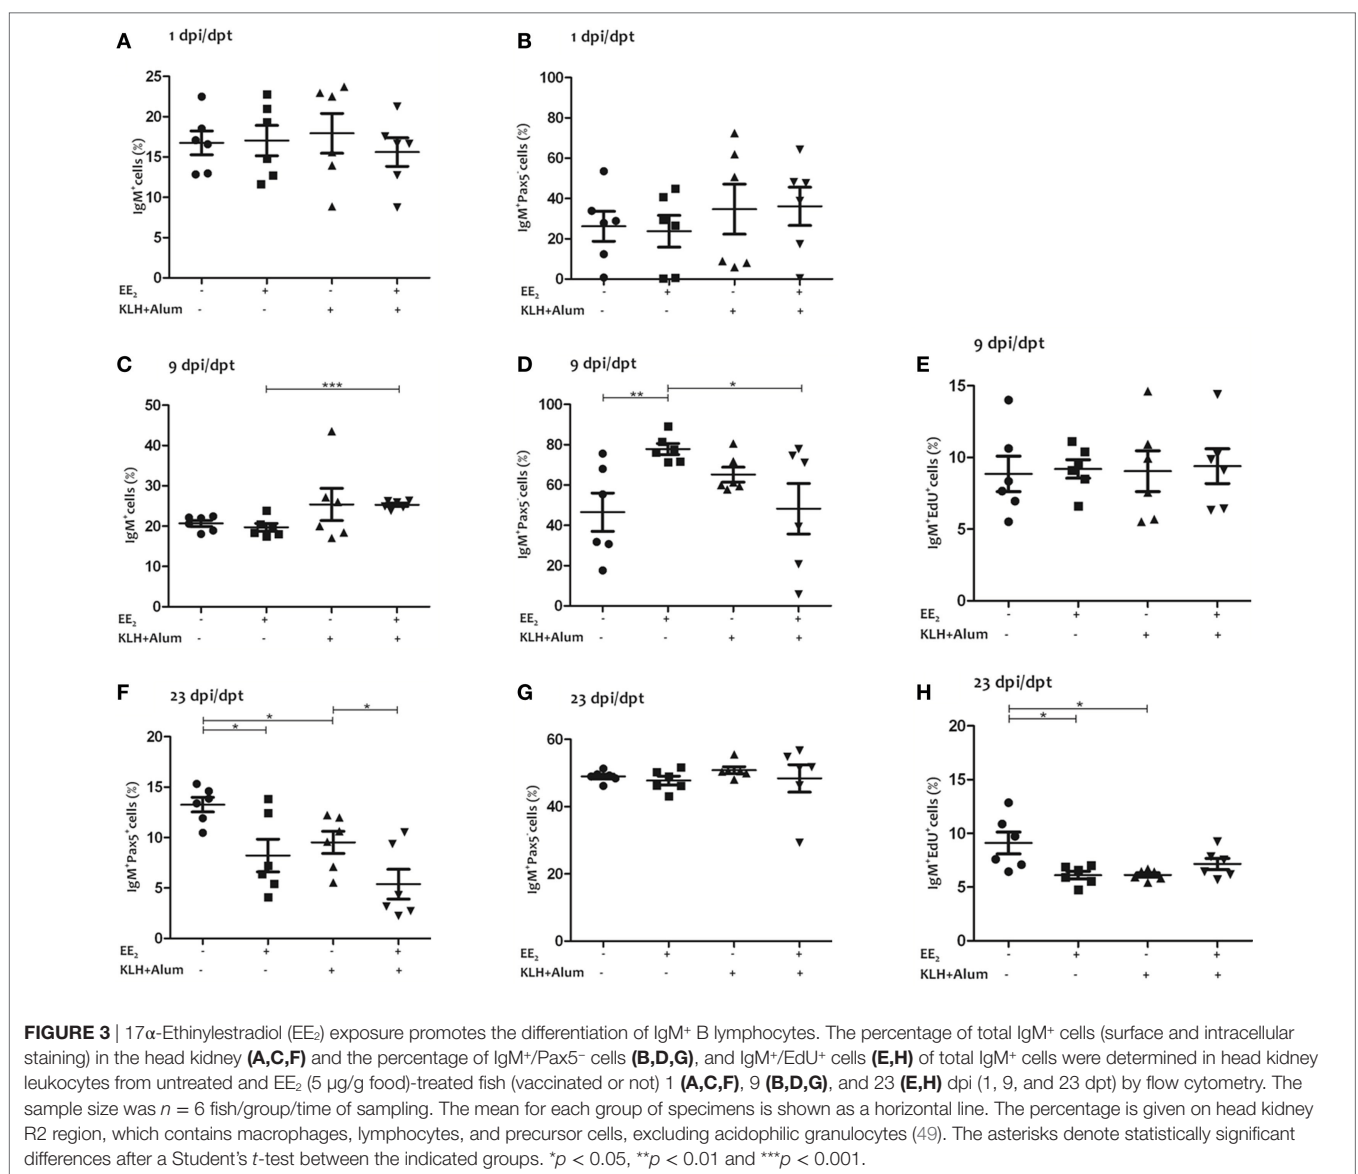 A 1 dpi/dpt
B 1 dpi/dpt
IgM⁺cells (%)
25
20
15
10
5
0
EE₂ - + - +
KLH+Alum - - + +
IgM⁺Pax5⁻cells (%)
100
80
60
40
20
0
EE₂ - + - +
KLH+Alum - - + +
C 9 dpi/dpt
***
IgM⁺cells (%)
50
40
30
20
10
0
EE₂ - + - +
KLH+Alum - - + +
D 9 dpi/dpt
** *
IgM⁺Pax5⁻cells (%)
100
80
60
40
20
0
EE₂ - + - +
KLH+Alum - - + +
E 9 dpi/dpt
IgM⁺EdU⁺cells (%)
15
10
5
0
EE₂ - + - +
KLH+Alum - - + +
F 23 dpi/dpt
* * *
IgM⁺Pax5⁺cells (%)
20
15
10
5
0
EE₂ - + - +
KLH+Alum - - + +
G 23 dpi/dpt
IgM⁺Pax5⁻cells (%)
60
40
20
0
EE₂ - + - +
KLH+Alum - - + +
H 23 dpi/dpt
* *
IgM⁺EdU⁺cells (%)
20
15
10
5
0
EE₂ - + - +
KLH+Alum - - + +
FIGURE 3 | 17α-Ethinylestradiol (EE₂) exposure promotes the differentiation of IgM⁺ B lymphocytes. The percentage of total IgM⁺ cells (surface and intracellular
staining) in the head kidney (A,C,F) and the percentage of IgM⁺/Pax5⁻ cells (B,D,G), and IgM⁺/EdU⁺ cells (E,H) of total IgM⁺ cells were determined in head kidney
leukocytes from untreated and EE₂ (5 µg/g food)-treated fish (vaccinated or not) 1 (A,C,F), 9 (B,D,G), and 23 (E,H) dpi (1, 9, and 23 dpt) by flow cytometry. The
sample size was n = 6 fish/group/time of sampling. The mean for each group of specimens is shown as a horizontal line. The percentage is given on head kidney
R2 region, which contains macrophages, lymphocytes, and precursor cells, excluding acidophilic granulocytes (49). The asterisks denote statistically significant
differences after a Student's t-test between the indicated groups. *p < 0.05, **p < 0.01 and ***p < 0.001.